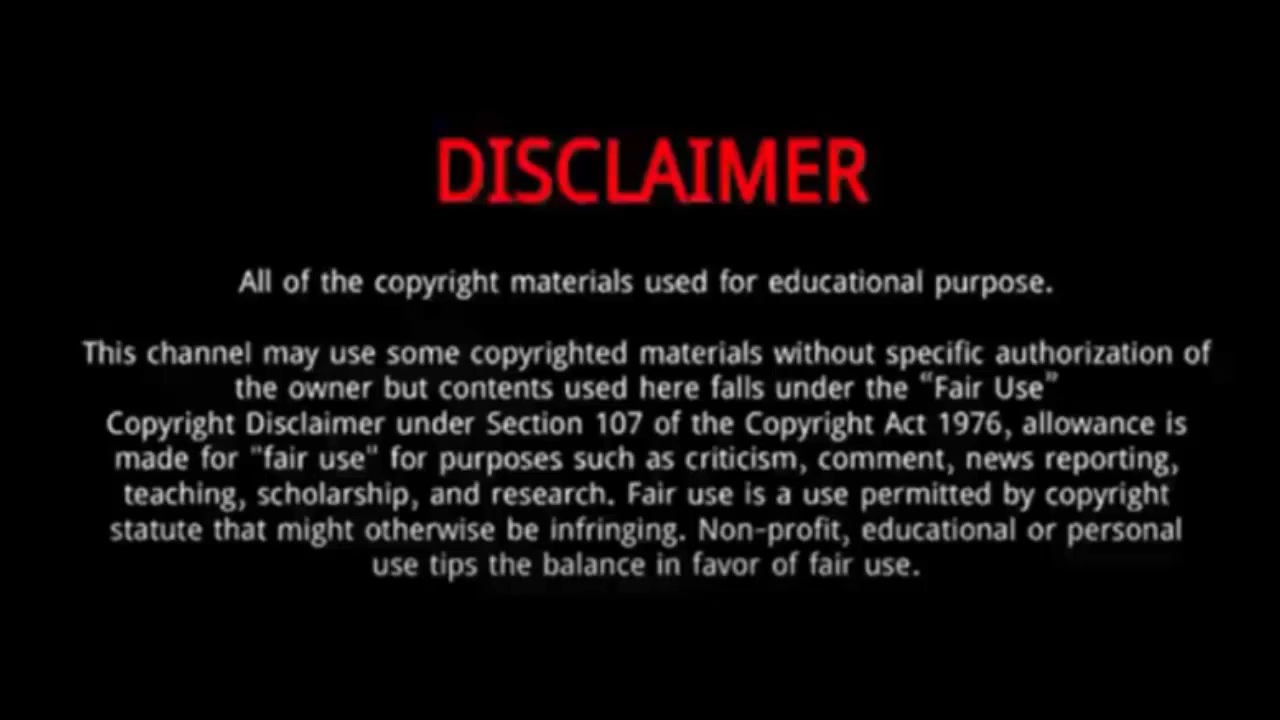 DISCLAIMER
All of the copyright materials used for educational purpose.
This channel may use some copyrighted materials without specific authorization of
the owner but contents used here falls under the “Fair Use”
Copyright Disclaimer under Section 107 of the Copyright Act 1976, allowance is
made for "fair use" for purposes such as criticism, comment, news reporting,
teaching, scholarship, and research. Fair use is a use permitted by copyright
statute that might otherwise be infringing. Non-profit, educational or personal
use tips the balance in favor of fair use.